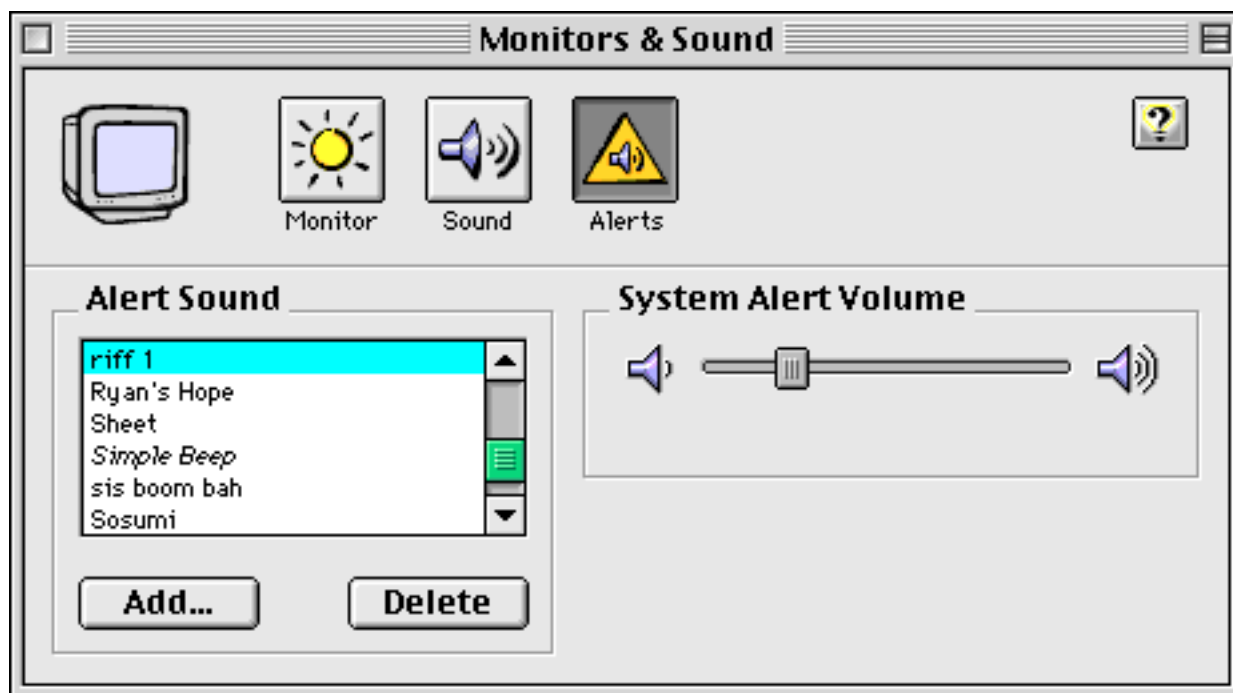 Monitors & Sound
Monitor
Sound
Alerts
Alert Sound
riff 1
Ryan's Hope
Sheet
Simple Beep
sis boom bah
Sosumi
Add...
Delete
System Alert Volume